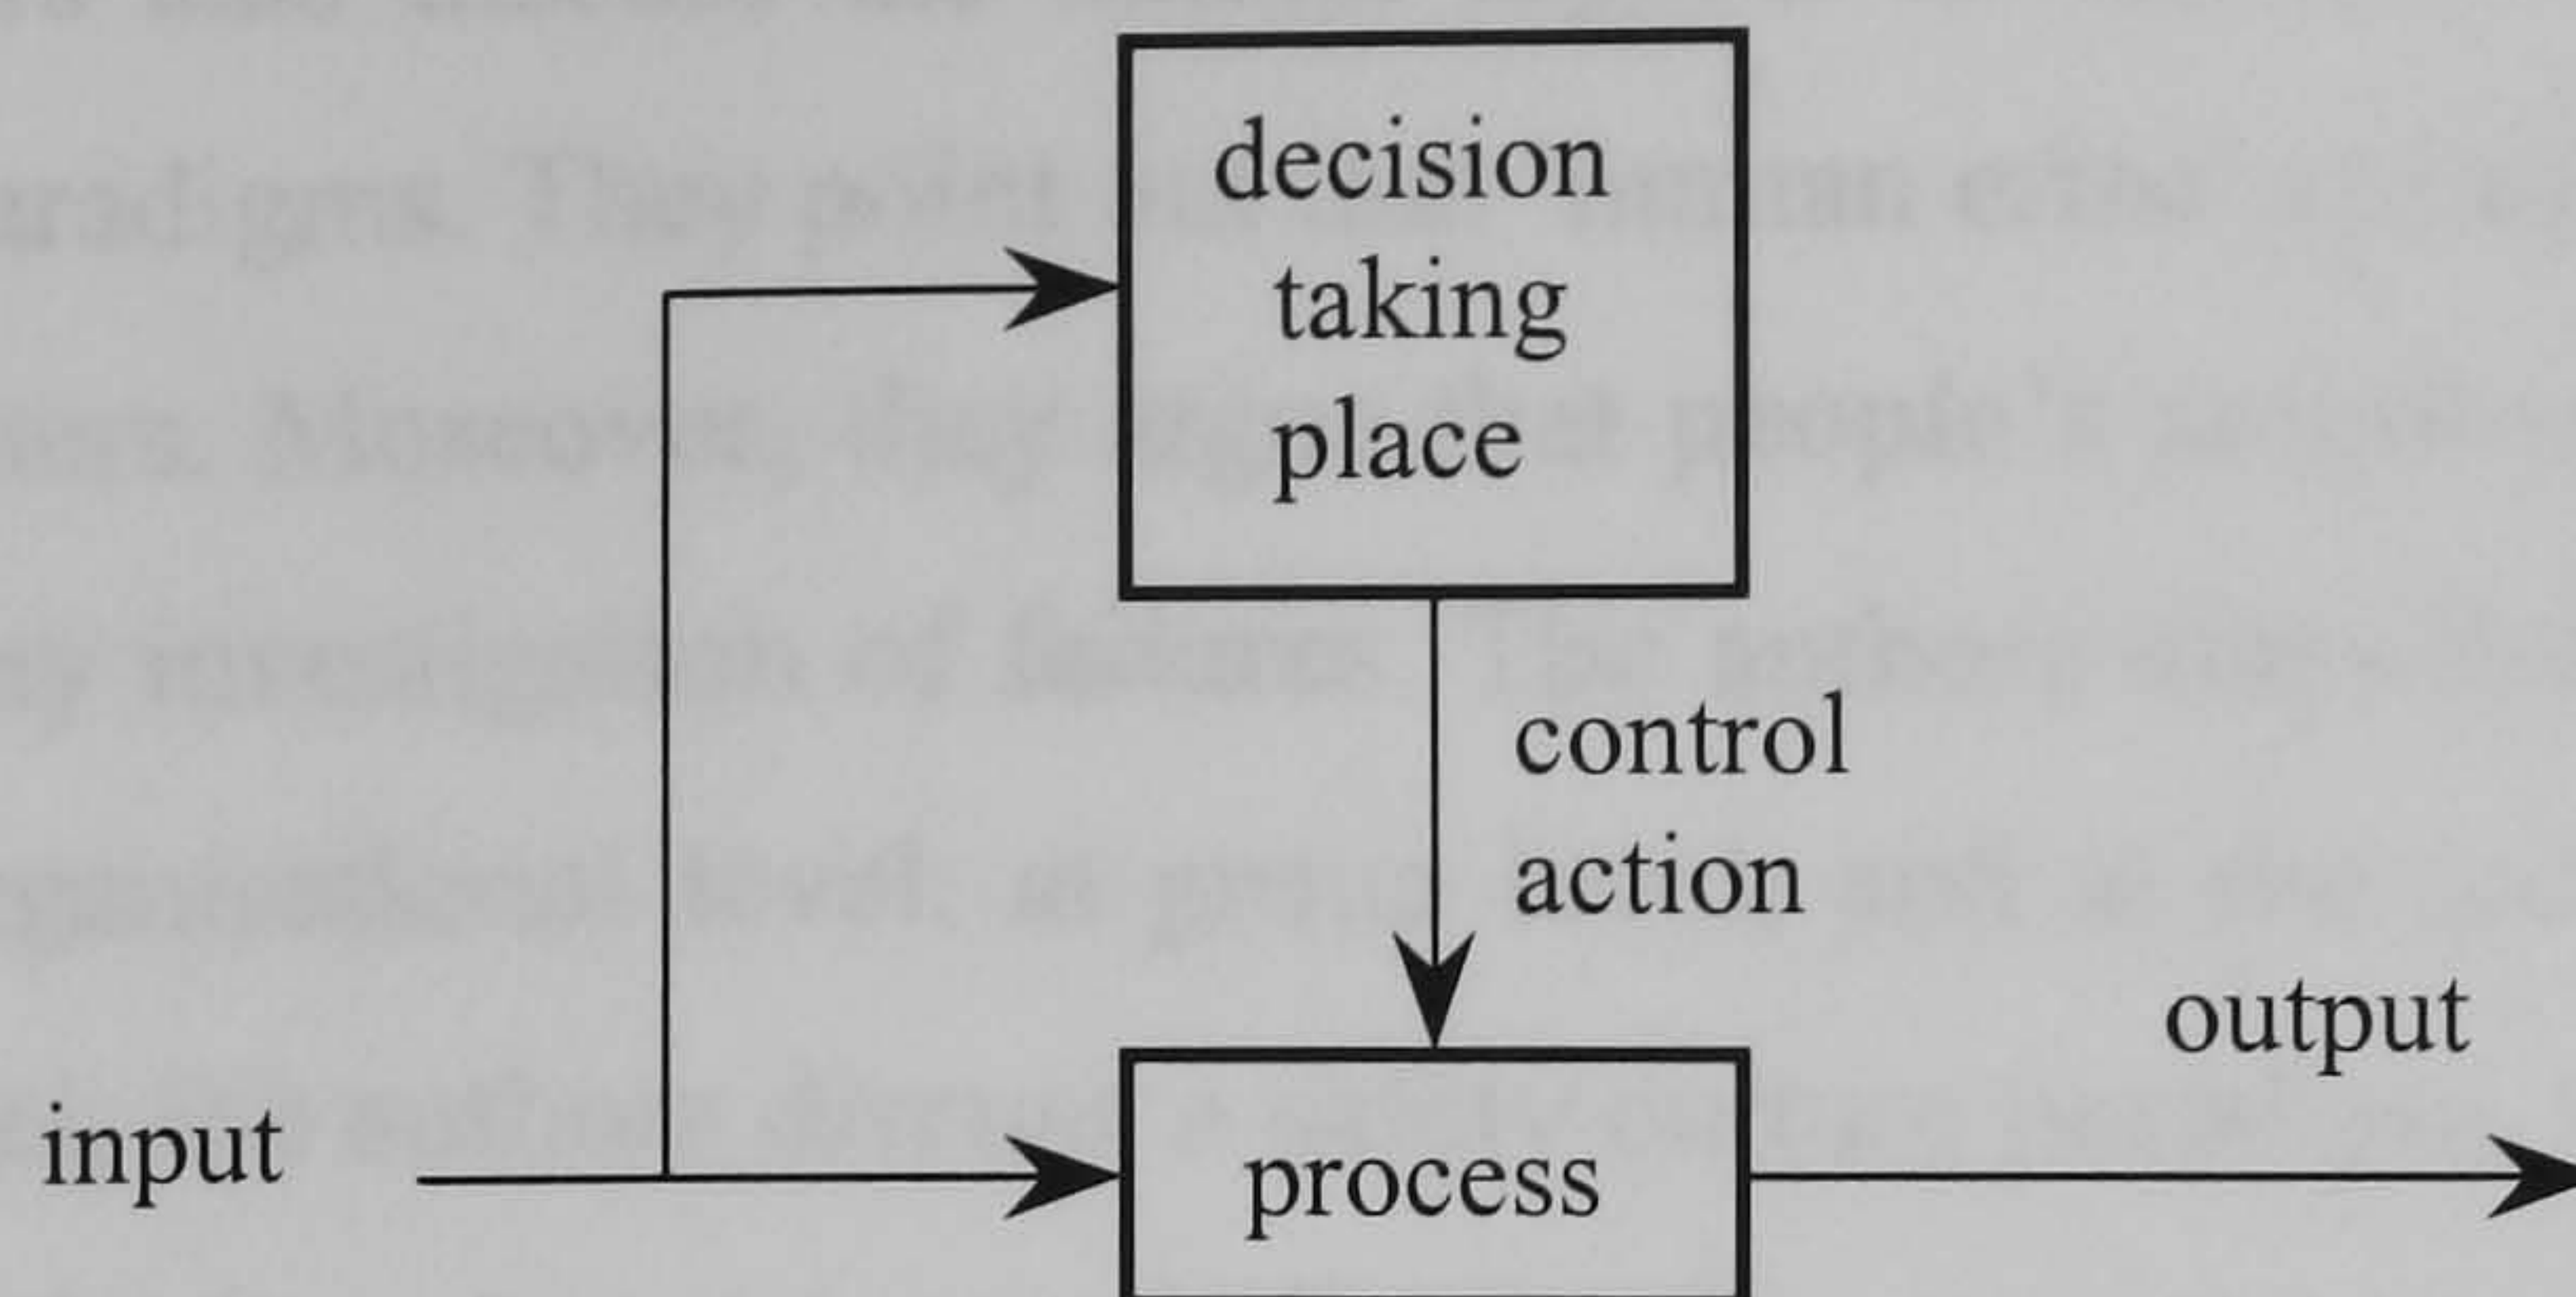 decision
taking
place
control
action
output
input
process